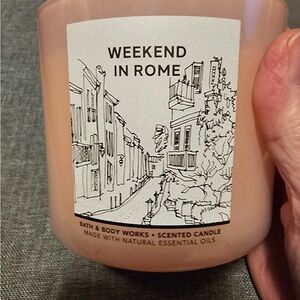 WEEKEND
IN ROME
BATH & BODY WORKS • SCENTED CANDLE
MADE WITH NATURAL ESSENTIAL OILS